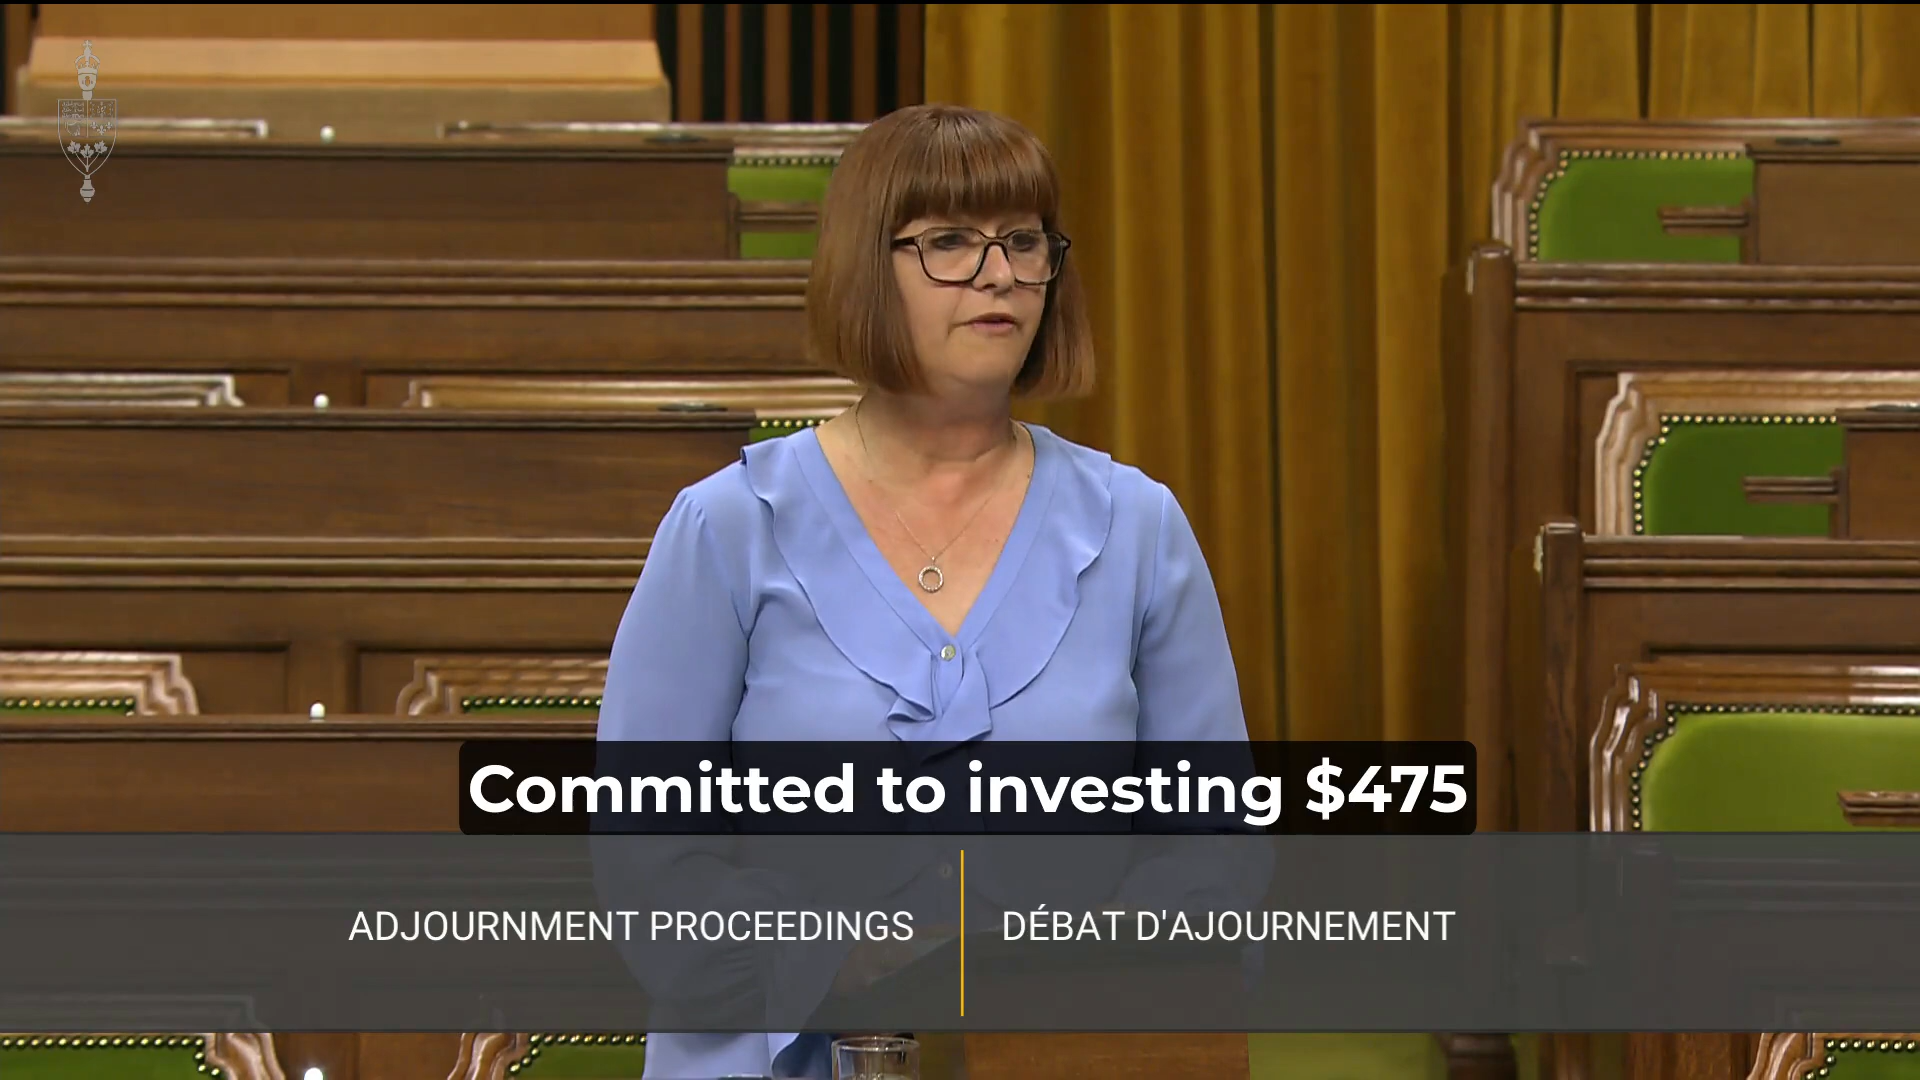 Committed to investing $475
ADJOURNMENT PROCEEDINGS
DÉBAT D'AJOURNEMENT